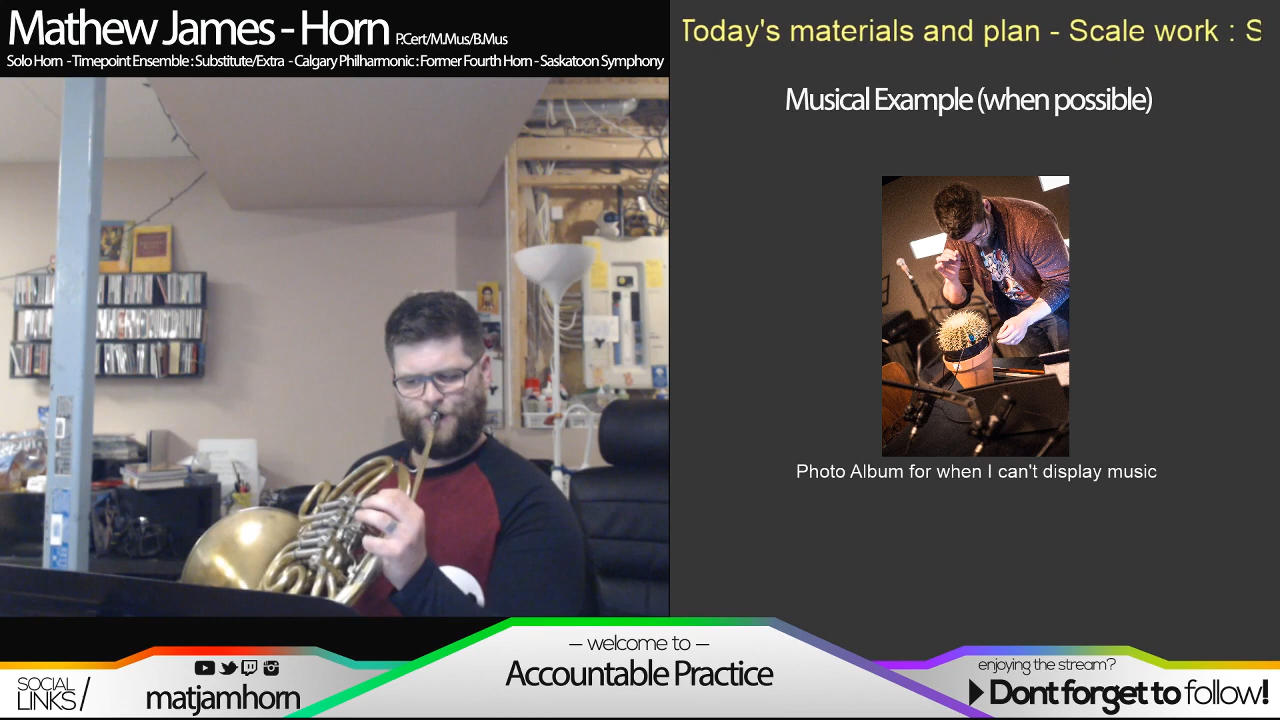 Mathew James - Horn P.Cert/M.Mus/B.Mus
Solo Horn - Timepoint Ensemble : Substitute/Extra - Calgary Philharmonic : Former Fourth Horn - Saskatoon Symphony
Today's materials and plan - Scale work : S
Musical Example (when possible)
Photo Album for when I can't display music
SOCIAL
LINKS /
matjamhorn
— welcome to —
Accountable Practice
enjoying the stream?
Dont forget to follow!